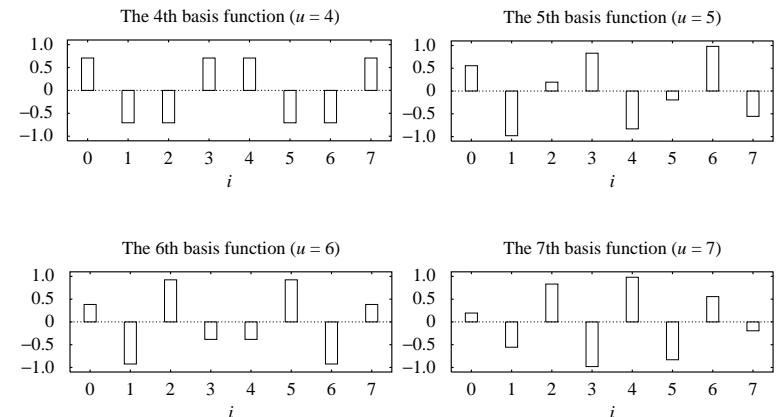 The 4th basis function (u = 4)
1.0
0.5
0
−0.5
−1.0
0 1 2 3 4 5 6 7
i
The 5th basis function (u = 5)
1.0
0.5
0
−0.5
−1.0
0 1 2 3 4 5 6 7
i
The 6th basis function (u = 6)
1.0
0.5
0
−0.5
−1.0
0 1 2 3 4 5 6 7
i
The 7th basis function (u = 7)
1.0
0.5
0
−0.5
−1.0
0 1 2 3 4 5 6 7
i